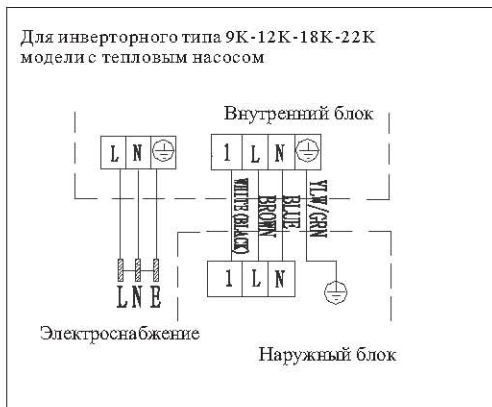 Для инверторного типа 9K-12K-18K-22K
модели с тепловым насосом
Внутренний блок
L N
1 L N
WHITE(BLACK)
BROWN
BLUE
YLW/GRN
1 L N
L N E
Электроснабжение
Наружный блок